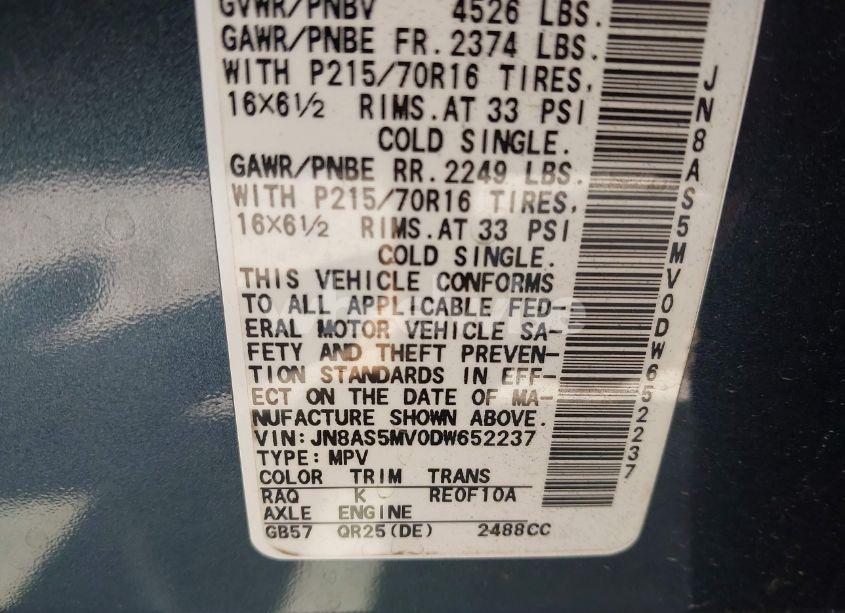 GVWR/PNBV 4526 LBS.
GAWR/PNBE FR. 2374 LBS.
WITH P215/70R16 TIRES,
16X6½ RIMS. AT 33 PSI
COLD SINGLE.
GAWR/PNBE RR. 2249 LBS.
WITH P215/70R16 TIRES,
16X6½ RIMS. AT 33 PSI
COLD SINGLE.
THIS VEHICLE CONFORMS
TO ALL APPLICABLE FED-
ERAL MOTOR VEHICLE SA-
FETY AND THEFT PREVEN-
TION STANDARDS IN EFF-
ECT ON THE DATE OF MA-
NUFACTURE SHOWN ABOVE.
VIN: JN8AS5MV0DW652237
TYPE: MPV
COLOR TRIM TRANS
RAQ K RE0F10A
AXLE ENGINE
GB57 QR25(DE) 2488CC
JN8AS5MV0DW652237